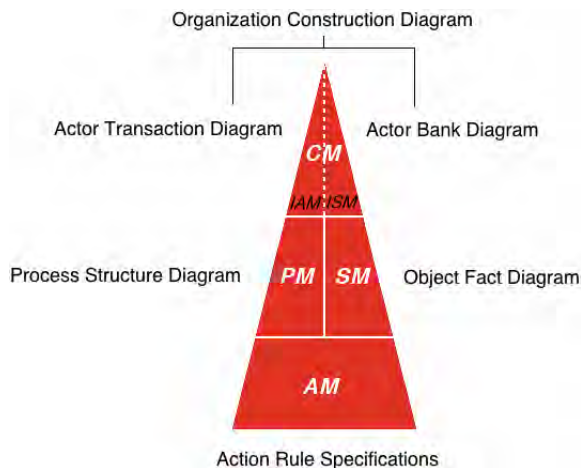 Organization Construction Diagram
Actor Transaction Diagram
Actor Bank Diagram
CM
IAM ISM
Process Structure Diagram
PM
SM
Object Fact Diagram
AM
Action Rule Specifications